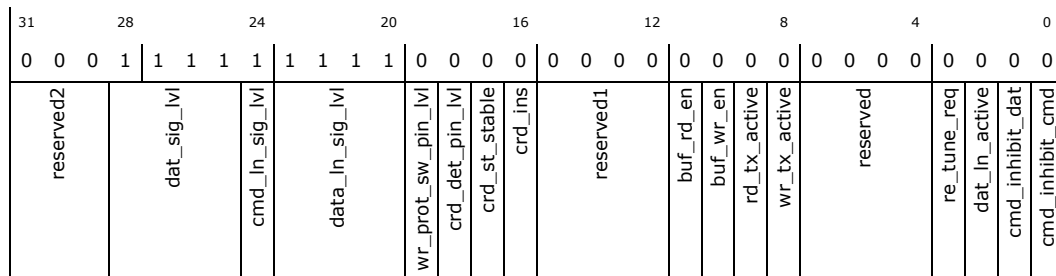 31 28 24 20 16 12 8 4 0
0 0 0 1 1 1 1 1 1 1 1 1 0 0 0 0 0 0 0 0 0 0 0 0 0 0 0 0 0 0 0 0
reserved2
dat_sig_lvl
cmd_ln_sig_lvl
data_ln_sig_lvl
wr_prot_sw_pin_lvl
crd_det_pin_lvl
crd_st_stable
crd_ins
reserved1
buf_rd_en
buf_wr_en
rd_tx_active
wr_tx_active
reserved
re_tune_req
dat_ln_active
cmd_inhibit_dat
cmd_inhibit_cmd